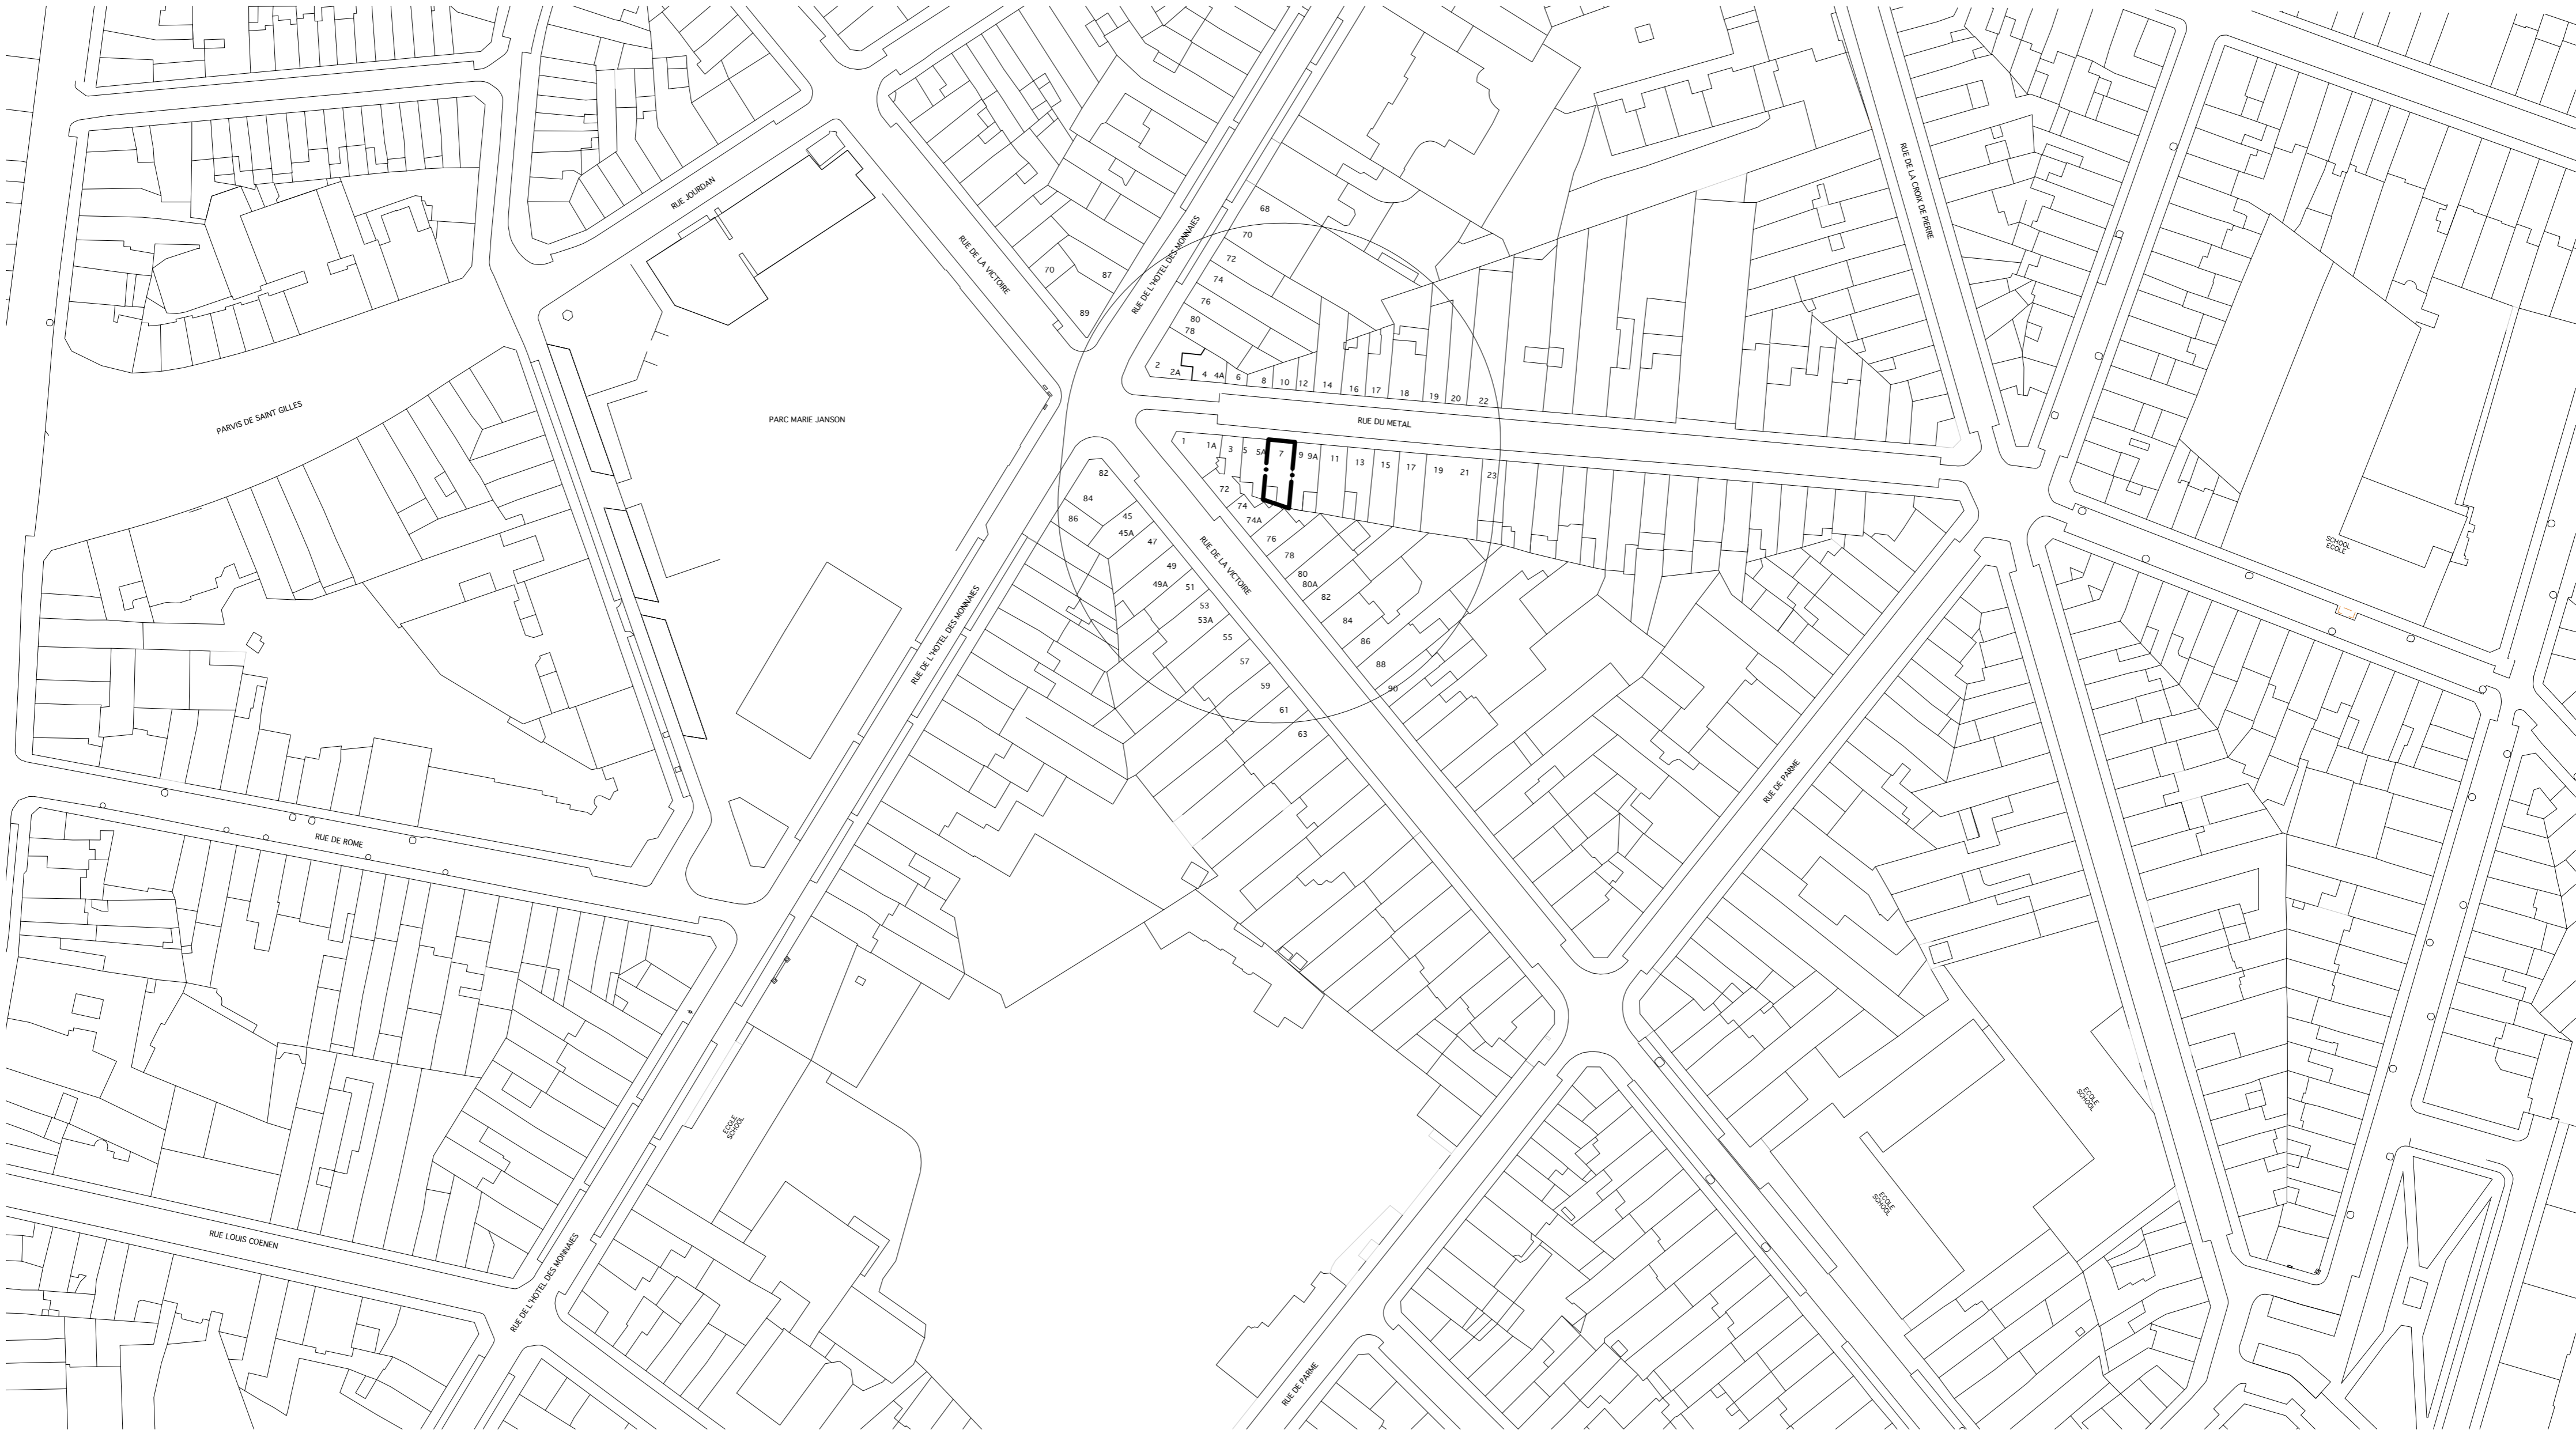 RUE JOURDAN
RUE DE LA VICTOIRE
RUE DE L'HOTEL DES MONNAIES
RUE DE LA CROIX DE PIERRE
68
70
72
74
76
80
78
70
87
89
2
2A
4
4A
6
8
10
12
14
16
17
18
19
20
22
PARVIS DE SAINT GILLES
PARC MARIE JANSON
RUE DU METAL
1
1A
3
5
5A
7
9
9A
11
13
15
17
19
21
23
82
84
86
45
45A
47
49
49A
51
53
53A
55
57
59
61
63
72
74
74A
76
78
80
80A
82
84
86
88
90
RUE DE LA VICTOIRE
RUE DE L'HOTEL DES MONNAIES
SCHOOL
ECOLE
RUE DE PARME
RUE DE ROME
ECOLE
SCHOOL
ECOLE
SCHOOL
ECOLE
SCHOOL
RUE LOUIS COENEN
RUE DE L'HOTEL DES MONNAIES
RUE DE PARME